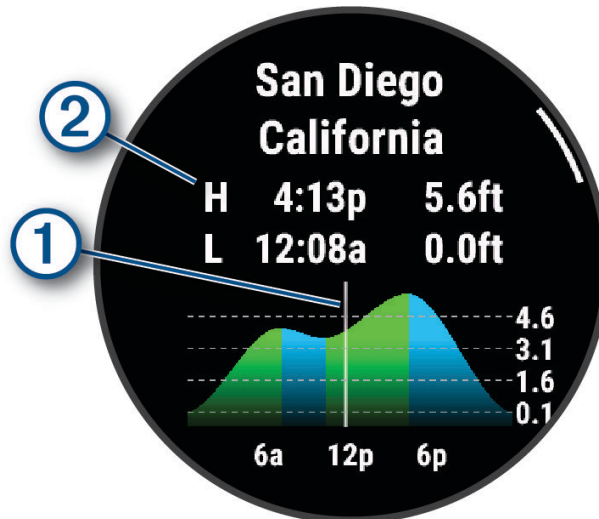 San Diego
California
2
H 4:13p 5.6ft
1
L 12:08a 0.0ft
4.6
3.1
1.6
0.1
6a 12p 6p